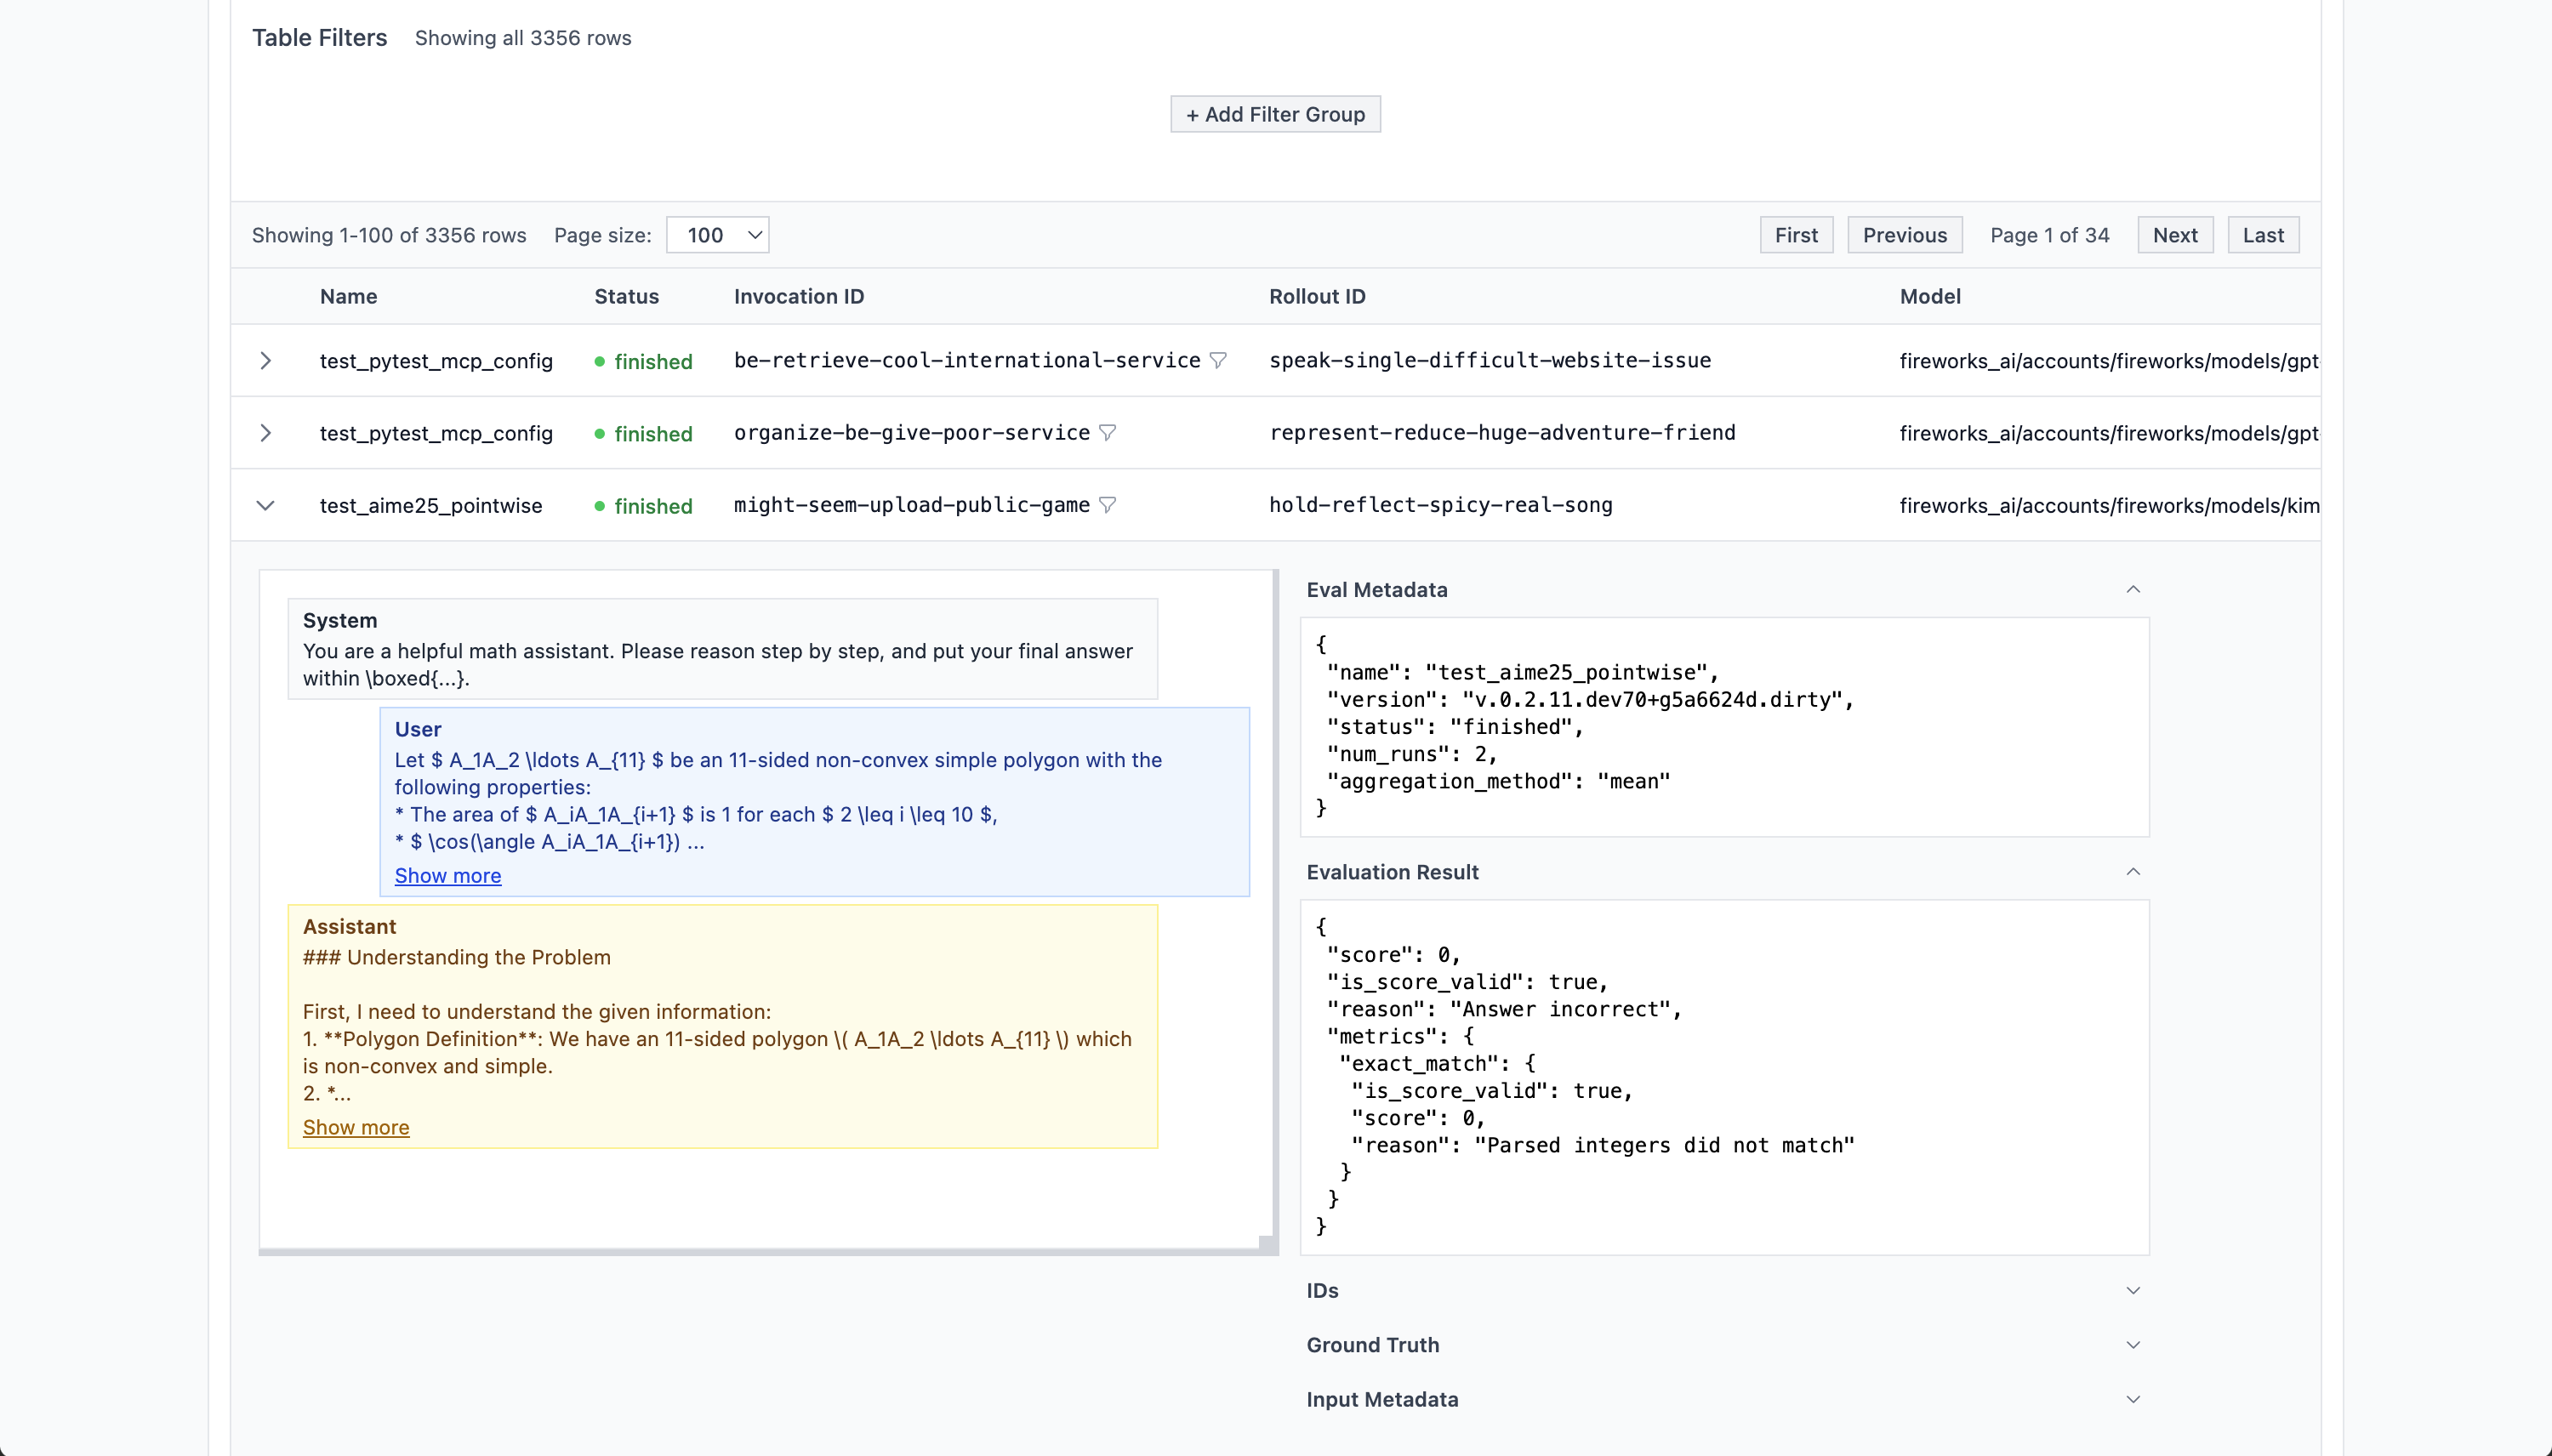 Table Filters Showing all 3356 rows
+ Add Filter Group
Showing 1-100 of 3356 rows Page size: 100 First Previous Page 1 of 34 Next Last
Name Status Invocation ID Rollout ID Model
test_pytest_mcp_config finished be-retrieve-cool-international-service speak-single-difficult-website-issue fireworks_ai/accounts/fireworks/models/gpt
test_pytest_mcp_config finished organize-be-give-poor-service represent-reduce-huge-adventure-friend fireworks_ai/accounts/fireworks/models/gpt
test_aime25_pointwise finished might-seem-upload-public-game hold-reflect-spicy-real-song fireworks_ai/accounts/fireworks/models/kim
System
You are a helpful math assistant. Please reason step by step, and put your final answer
within \boxed{...}.
User
Let $ A_1A_2 \ldots A_{11} $ be an 11-sided non-convex simple polygon with the
following properties:
* The area of $ A_iA_1A_{i+1} $ is 1 for each $ 2 \leq i \leq 10 $,
* $ \cos(\angle A_iA_1A_{i+1}) ...
Show more
Assistant
### Understanding the Problem
First, I need to understand the given information:
1. **Polygon Definition**: We have an 11-sided polygon \( A_1A_2 \ldots A_{11} \) which
is non-convex and simple.
2. *...
Show more
Eval Metadata
{
"name": "test_aime25_pointwise",
"version": "v.0.2.11.dev70+g5a6624d.dirty",
"status": "finished",
"num_runs": 2,
"aggregation_method": "mean"
}
Evaluation Result
{
"score": 0,
"is_score_valid": true,
"reason": "Answer incorrect",
"metrics": {
"exact_match": {
"is_score_valid": true,
"score": 0,
"reason": "Parsed integers did not match"
}
}
}
IDs
Ground Truth
Input Metadata